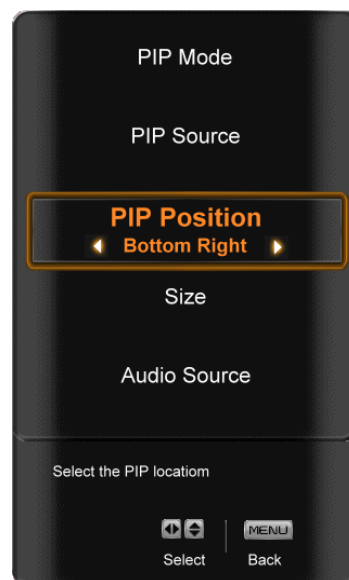 PIP Mode
PIP Source
PIP Position
Bottom Right
Size
Audio Source
Select the PIP locatiom
MENU
Select Back